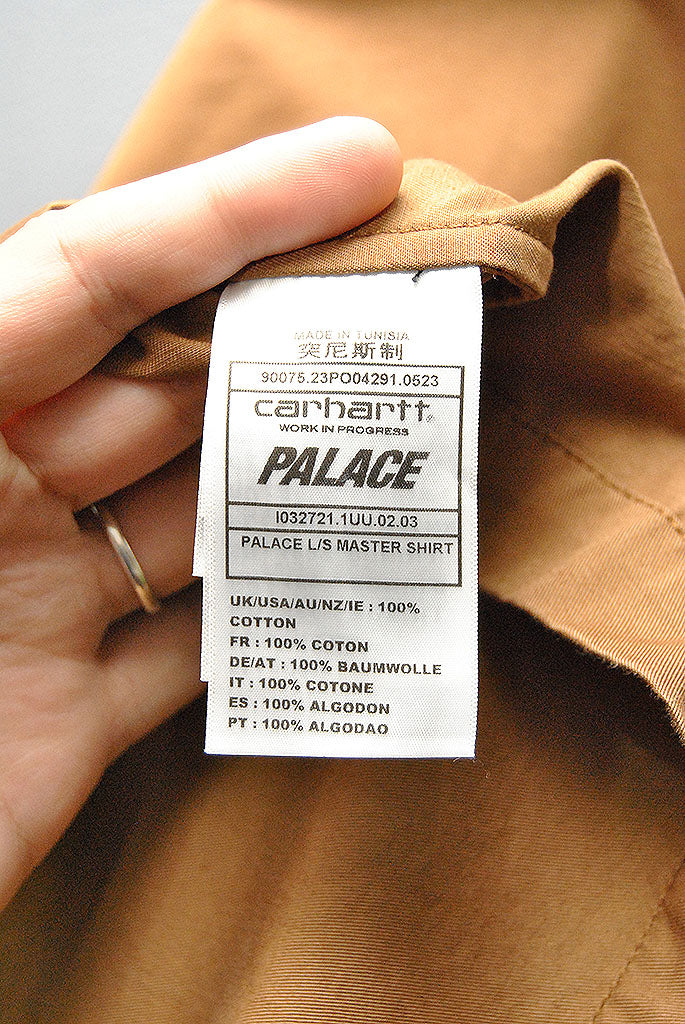 MADE IN TUNISIA
突尼斯制
90075.23PO04291.0523
carhartt
WORK IN PROGRESS
PALACE
I032721.1UU.02.03
PALACE L/S MASTER SHIRT
UK/USA/AU/NZ/IE : 100%
COTTON
FR : 100% COTON
DE/AT : 100% BAUMWOLLE
IT : 100% COTONE
ES : 100% ALGODON
PT : 100% ALGODAO